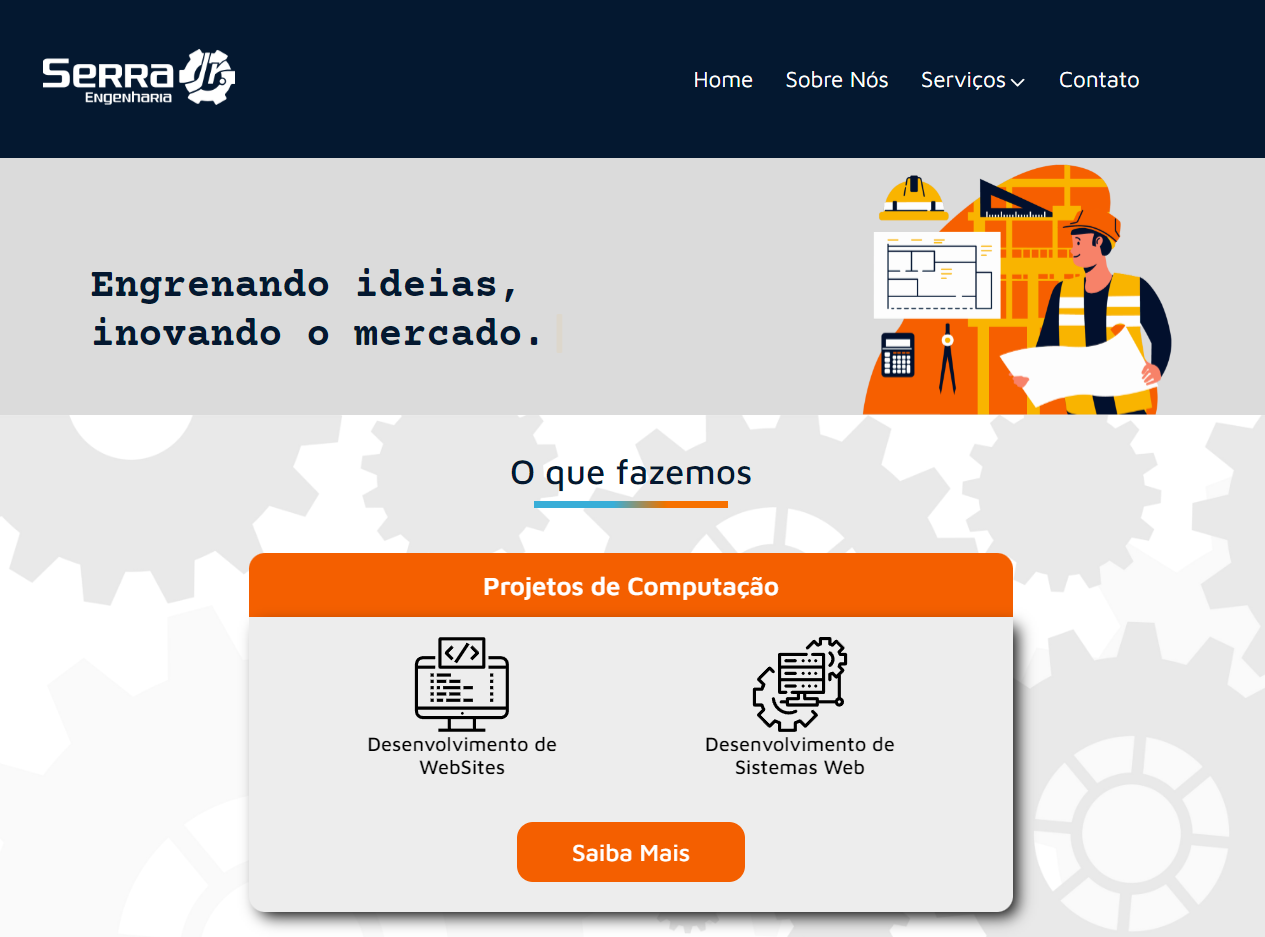 Serra Jr.
Engenharia
Home Sobre Nós Serviços Contato
Engrenando ideias,
inovando o mercado.
O que fazemos
Projetos de Computação
</>
Desenvolvimento de
WebSites
Desenvolvimento de
Sistemas Web
Saiba Mais